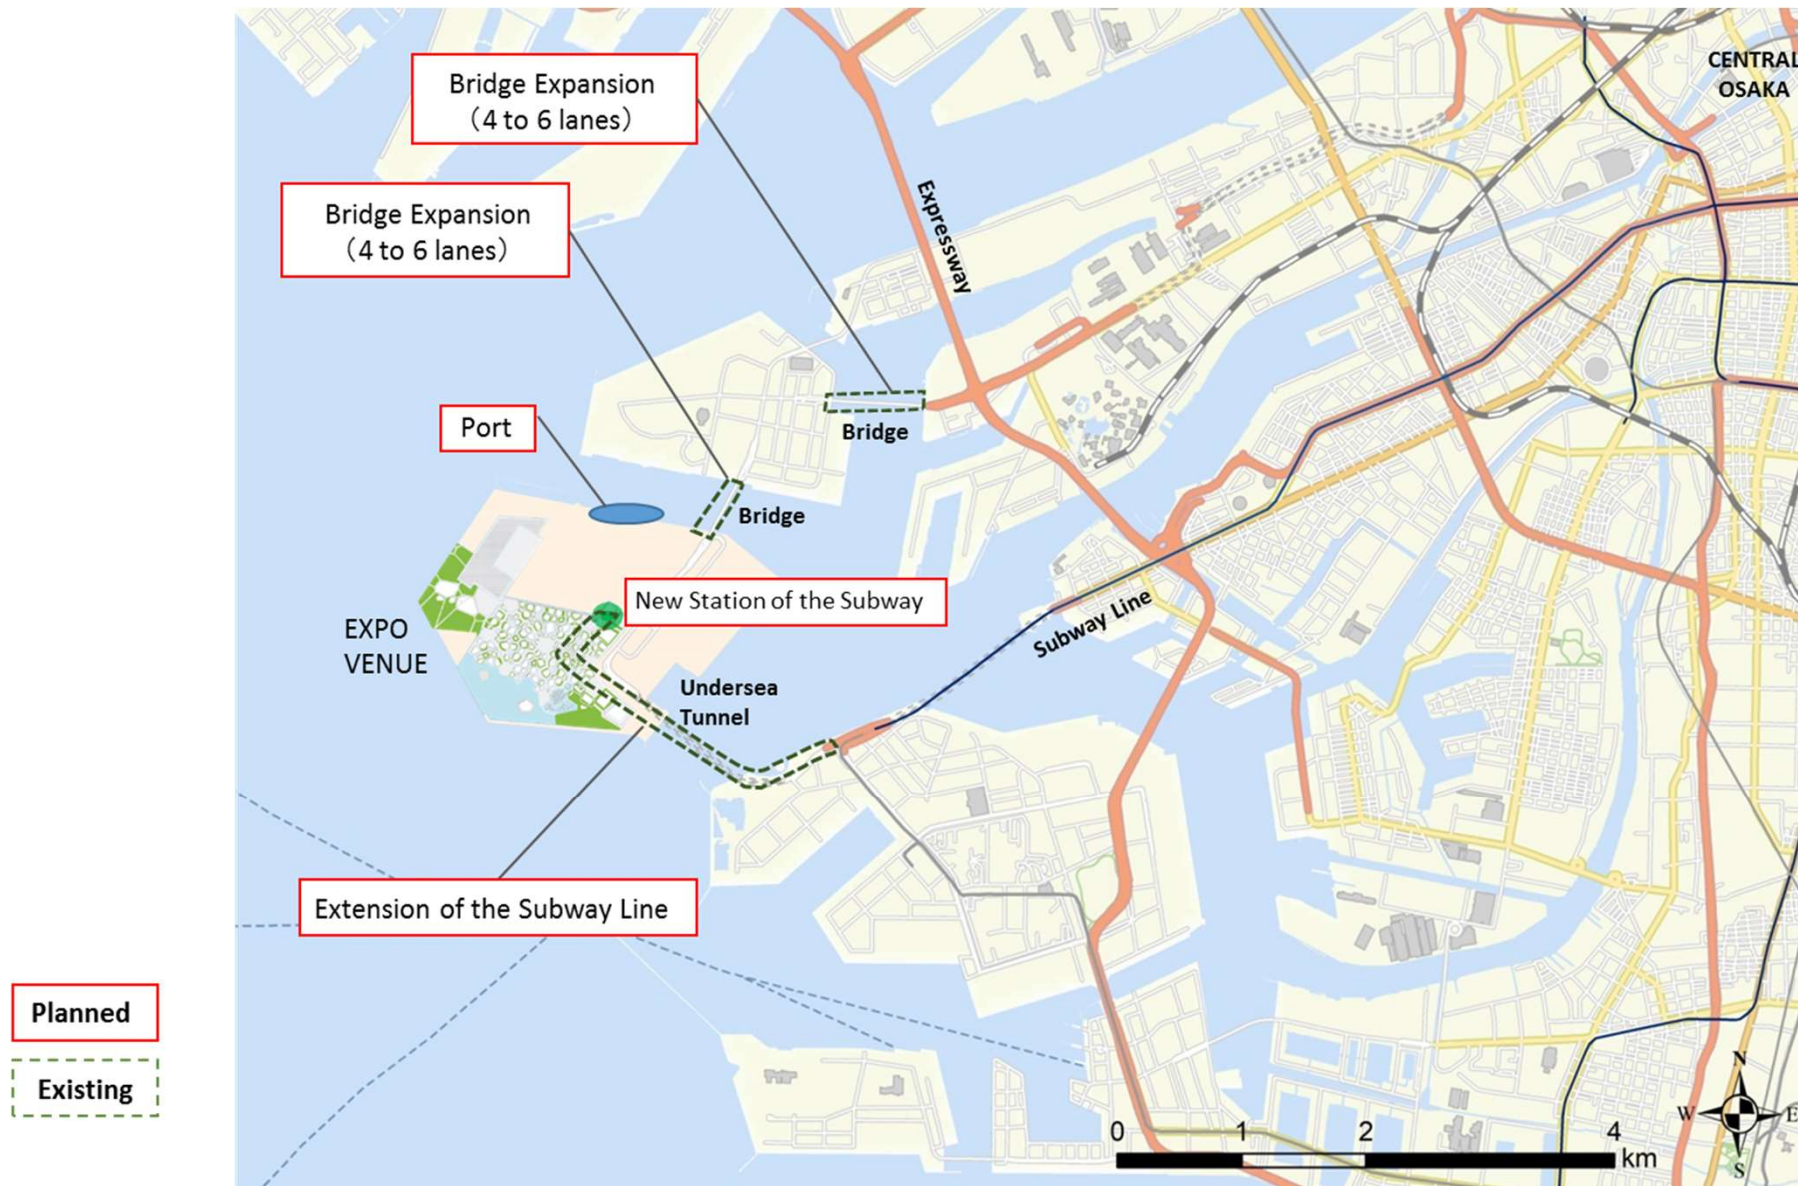 Bridge Expansion
（4 to 6 lanes）
CENTRAL
OSAKA
Bridge Expansion
（4 to 6 lanes）
Expressway
Port
Bridge
Bridge
New Station of the Subway
EXPO
VENUE
Subway Line
Undersea
Tunnel
Extension of the Subway Line
Planned
Existing
N
W E
S
0 1 2 4
km